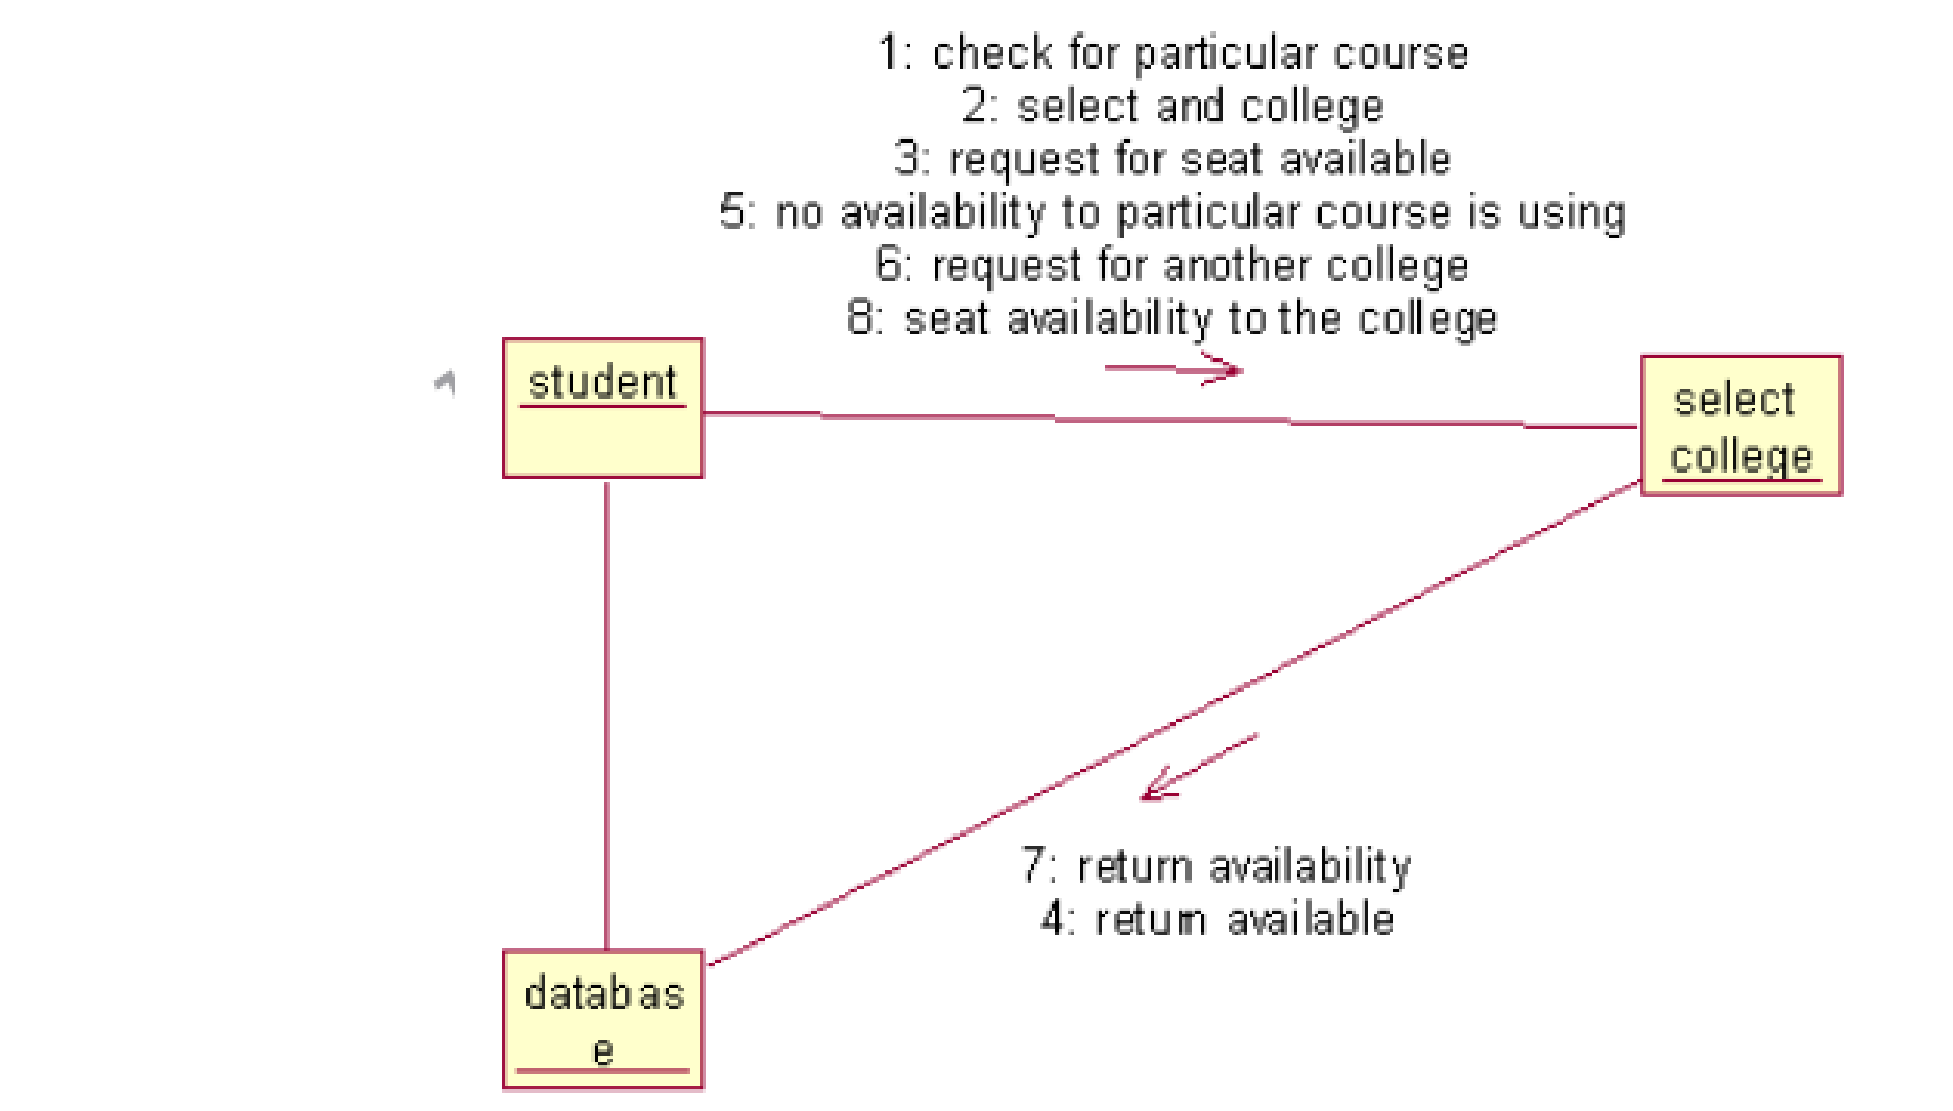 1: check for particular course
2: select and college
3: request for seat available
5: no availability to particular course is using
6: request for another college
8: seat availability to the college
student
select
college
7: return availability
4: return available
databas
e